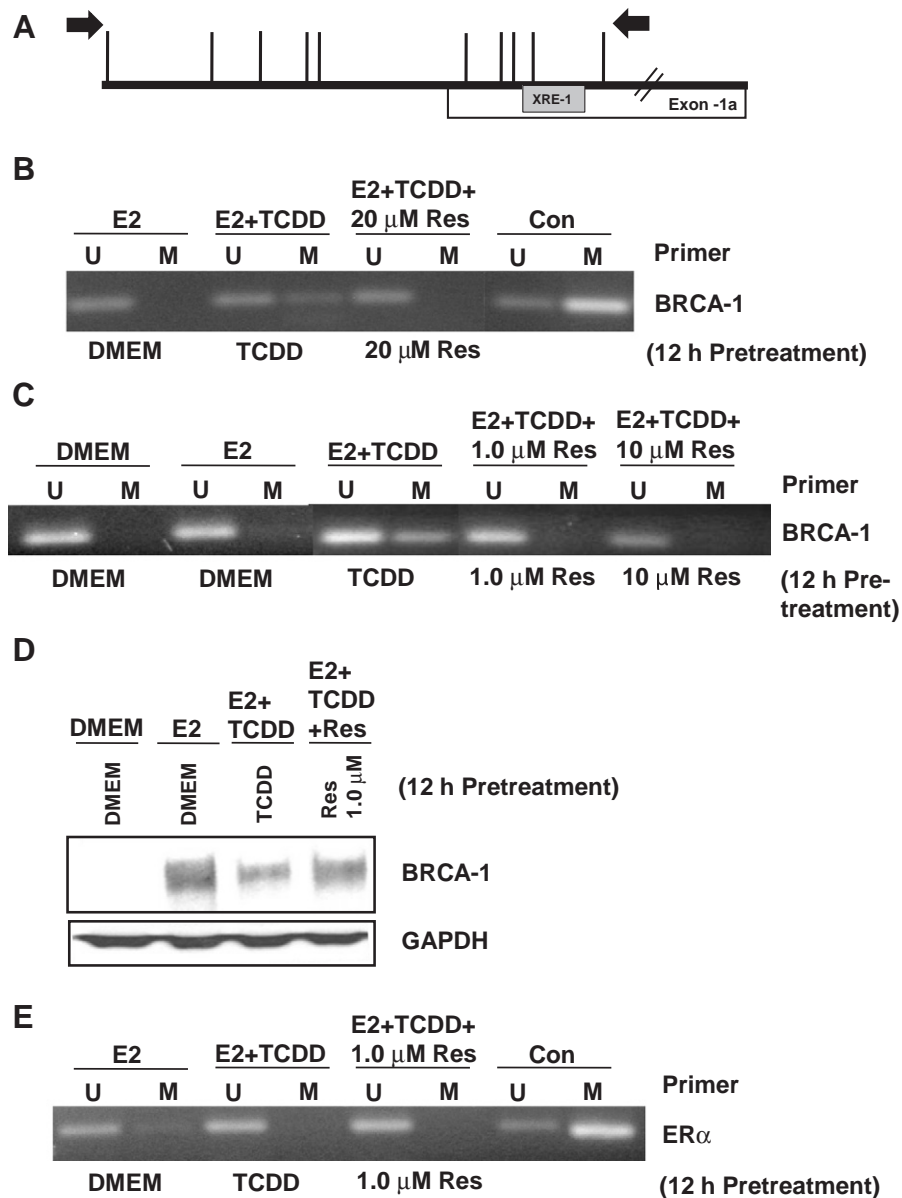 A
XRE-1
Exon -1a
B
E2 E2+TCDD E2+TCDD+ 20 μM Res Con
U M U M U M U M Primer
BRCA-1
DMEM TCDD 20 μM Res (12 h Pretreatment)
C
DMEM E2 E2+TCDD E2+TCDD+ 1.0 μM Res E2+TCDD+ 10 μM Res
U M U M U M U M U M Primer
BRCA-1
DMEM DMEM TCDD 1.0 μM Res 10 μM Res (12 h Pre-
treatment)
D
DMEM E2 E2+ TCDD E2+ TCDD +Res
DMEM DMEM TCDD Res 1.0 μM (12 h Pretreatment)
BRCA-1
GAPDH
E
E2 E2+TCDD E2+TCDD+ 1.0 μM Res Con
U M U M U M U M Primer
ERα
DMEM TCDD 1.0 μM Res (12 h Pretreatment)